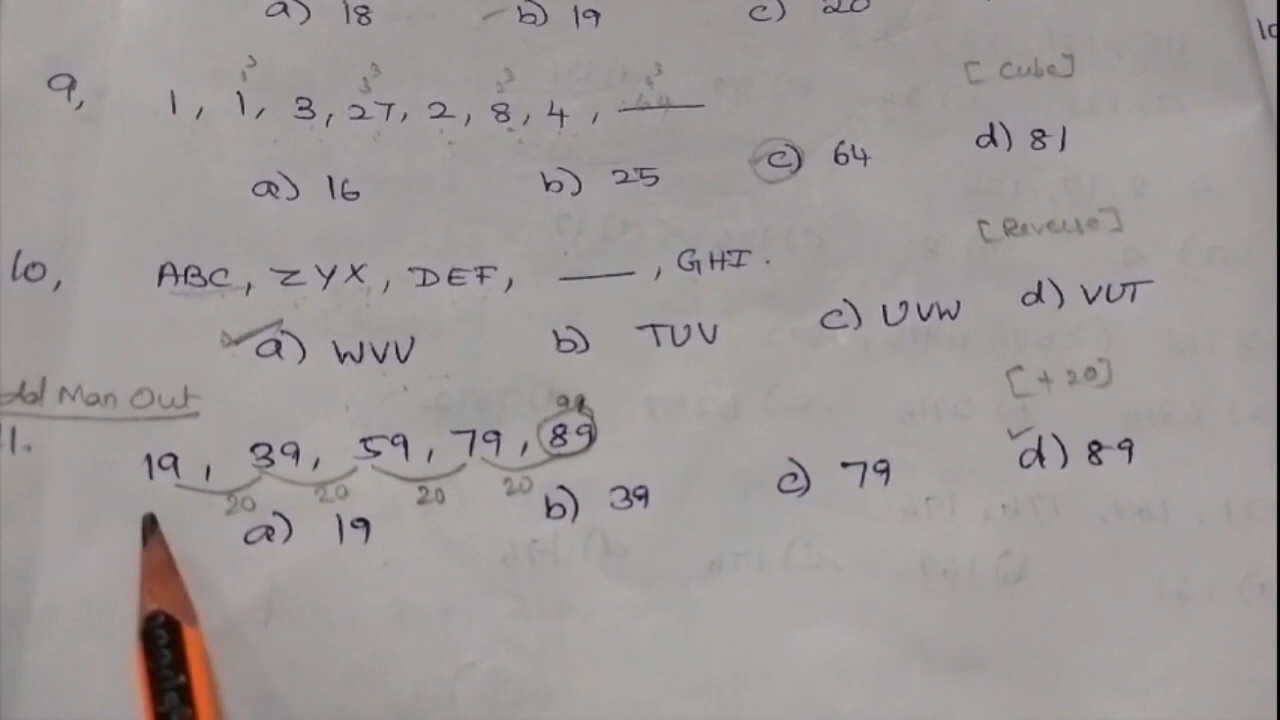 a) 18 b) 19 c) 20
9, 1, 1, 3, 27, 2, 8, 4, ___ [Cube]
a) 16 b) 25 c) 64 d) 81
10, ABC, ZYX, DEF, ___, GHI. [Reverse]
a) WVU b) TUV c) UVW d) VUT
Man Out
1. 19, 39, 59, 79, 89 [+20]
20 20 20 20
a) 19 b) 39 c) 79 d) 89